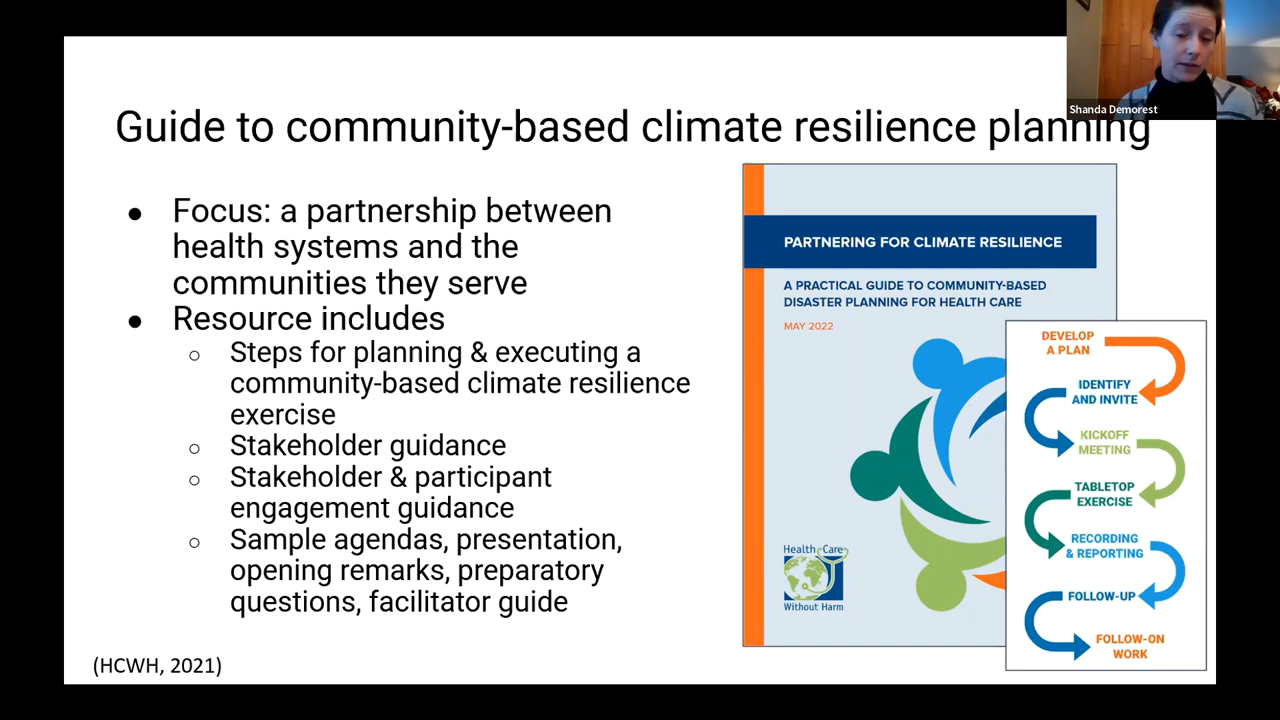 Shanda Demorest
Guide to community-based climate resilience planning
● Focus: a partnership between
health systems and the
communities they serve
● Resource includes
○ Steps for planning & executing a
community-based climate resilience
exercise
○ Stakeholder guidance
○ Stakeholder & participant
engagement guidance
○ Sample agendas, presentation,
opening remarks, preparatory
questions, facilitator guide
(HCWH, 2021)
PARTNERING FOR CLIMATE RESILIENCE
A PRACTICAL GUIDE TO COMMUNITY-BASED
DISASTER PLANNING FOR HEALTH CARE
MAY 2022
Health Care
Without Harm
DEVELOP
A PLAN
IDENTIFY
AND INVITE
KICKOFF
MEETING
TABLETOP
EXERCISE
RECORDING
& REPORTING
FOLLOW-UP
FOLLOW-ON
WORK